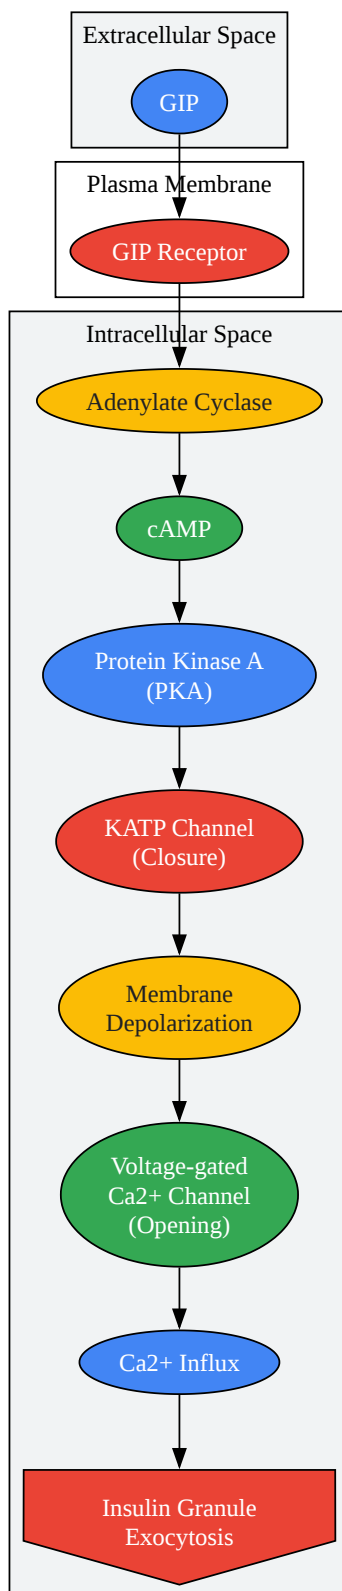 Extracellular Space
GIP
Plasma Membrane
GIP Receptor
Intracellular Space
Adenylate Cyclase
cAMP
Protein Kinase A
(PKA)
KATP Channel
(Closure)
Membrane
Depolarization
Voltage-gated
Ca2+ Channel
(Opening)
Ca2+ Influx
Insulin Granule
Exocytosis